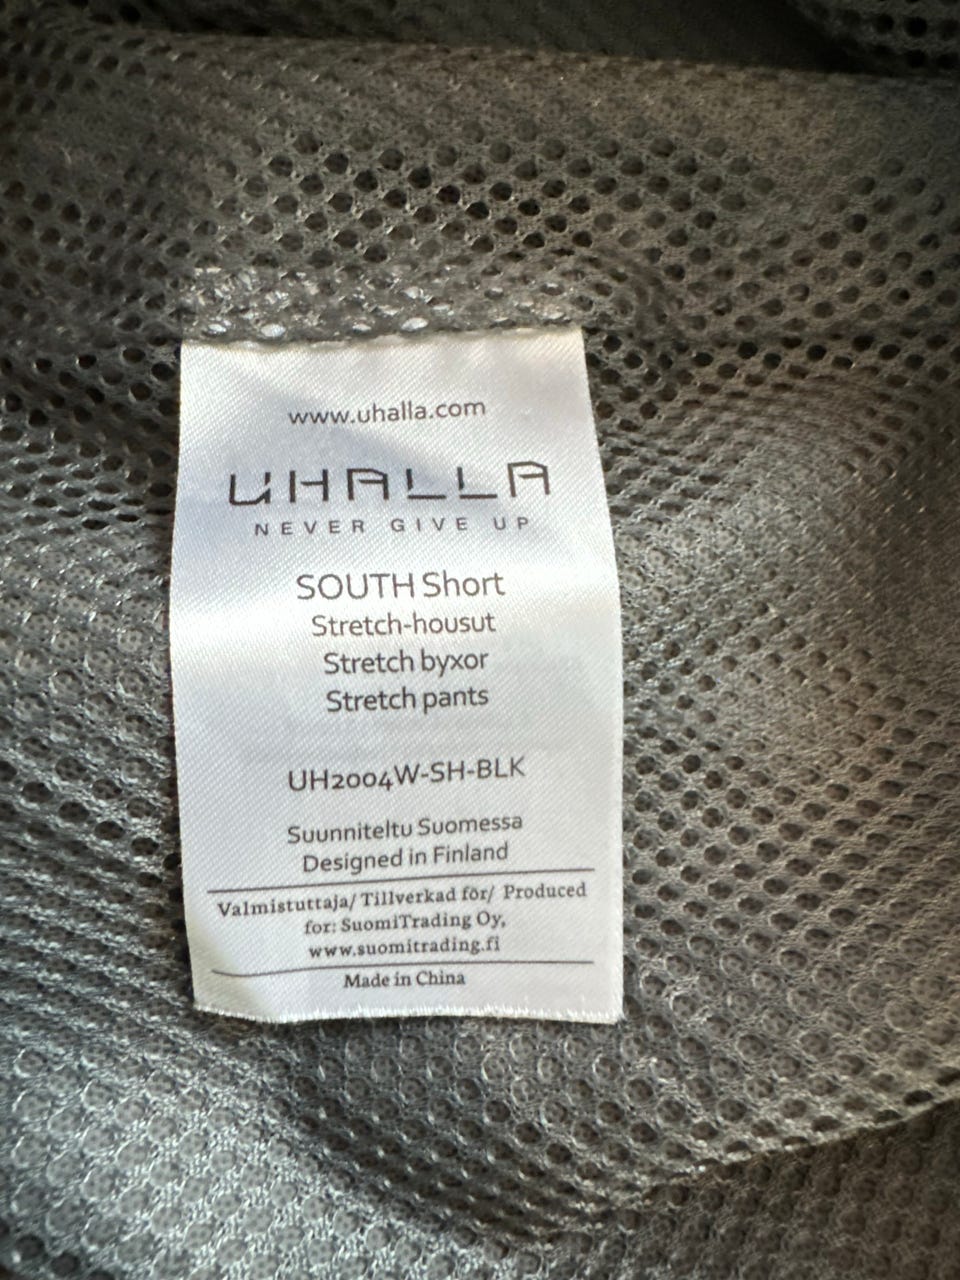 www.uhalla.com
UHALLA
NEVER GIVE UP
SOUTH Short
Stretch-housut
Stretch byxor
Stretch pants
UH2004W-SH-BLK
Suunniteltu Suomessa
Designed in Finland
Valmistuttaja/ Tillverkad för/ Produced
for: SuomiTrading Oy,
www.suomitrading.fi
Made in China